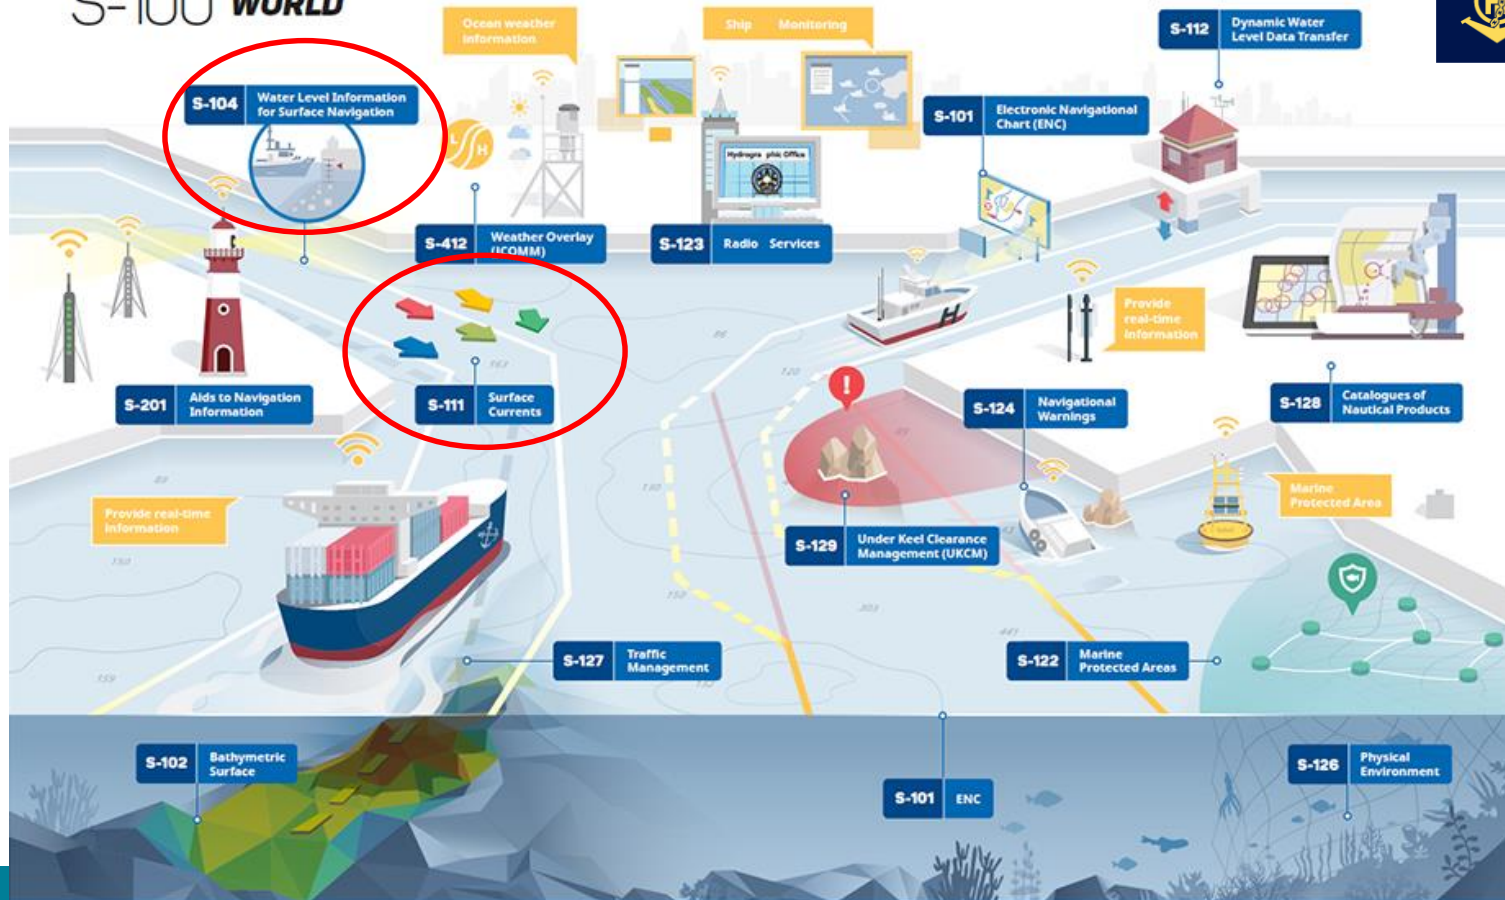 S-100 WORLD
Ocean weather
information
Ship Monitoring
S-112 Dynamic Water
Level Data Transfer
S-104 Water Level Information
for Surface Navigation
S-101 Electronic Navigational
Chart (ENC)
L H
Hydrogra phic Office
S-412 Weather Overlay
(JCOMM)
S-123 Radio Services
H
Provide
real-time
information
S-201 Aids to Navigation
Information
S-111 Surface
Currents
S-124 Navigational
Warnings
S-128 Catalogues of
Nautical Products
Provide real-time
information
Marine
Protected Area
S-129 Under Keel Clearance
Management (UKCM)
S-127 Traffic
Management
S-122 Marine
Protected Areas
S-102 Bathymetric
Surface
S-101 ENC
S-126 Physical
Environment